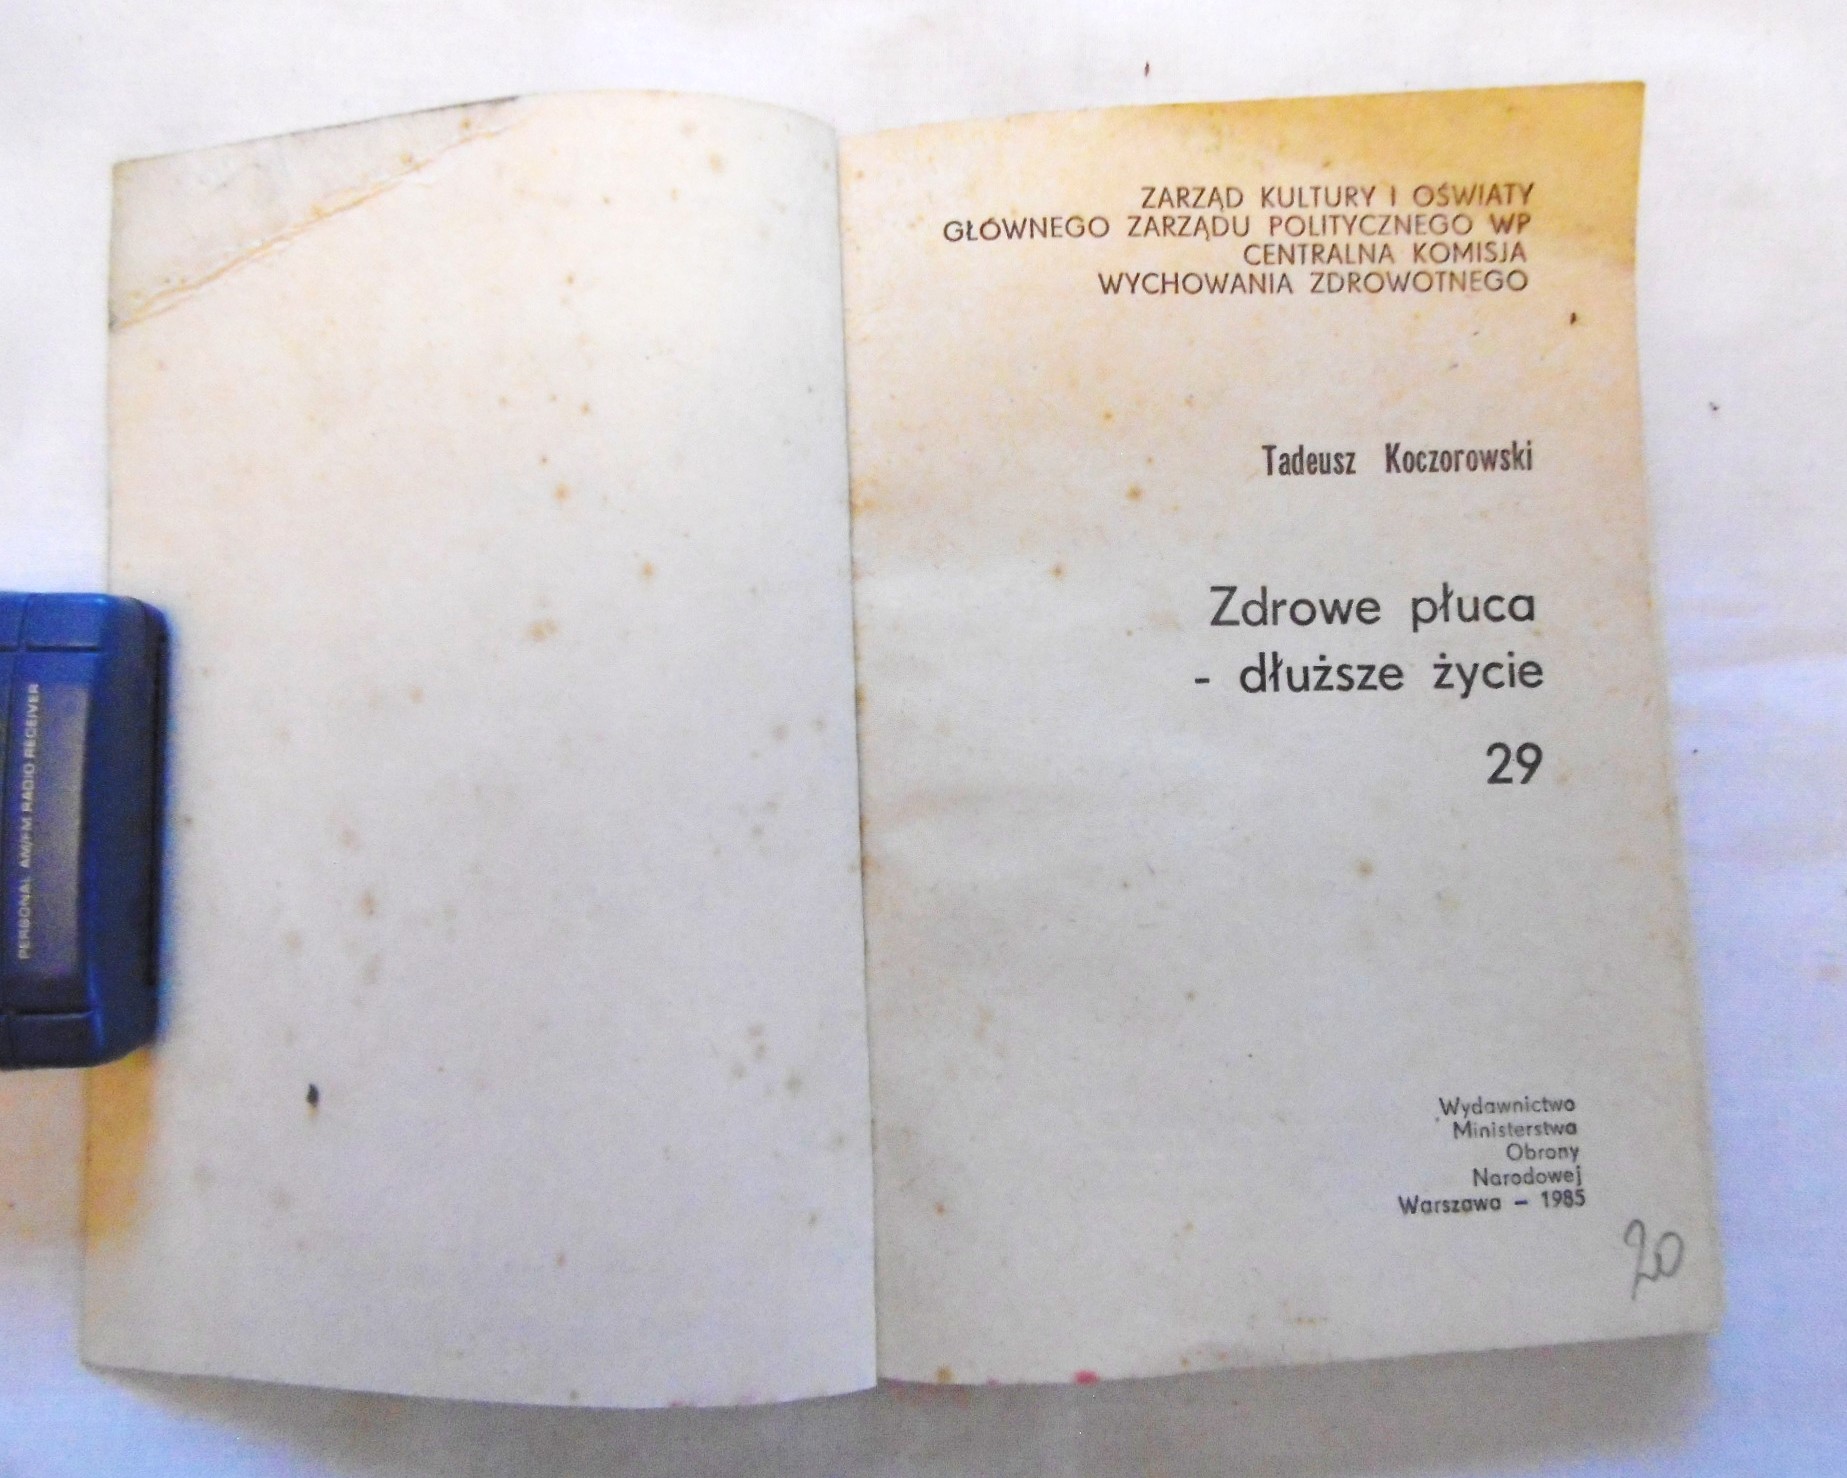 PERSONAL AM/FM RADIO RECEIVER
ZARZĄD KULTURY I OŚWIATY
GŁÓWNEGO ZARZĄDU POLITYCZNEGO WP
CENTRALNA KOMISJA
WYCHOWANIA ZDROWOTNEGO
Tadeusz Koczorowski
Zdrowe płuca
- dłuższe życie
29
Wydawnictwo
Ministerstwa
Obrony
Narodowej
Warszawa – 1985
20